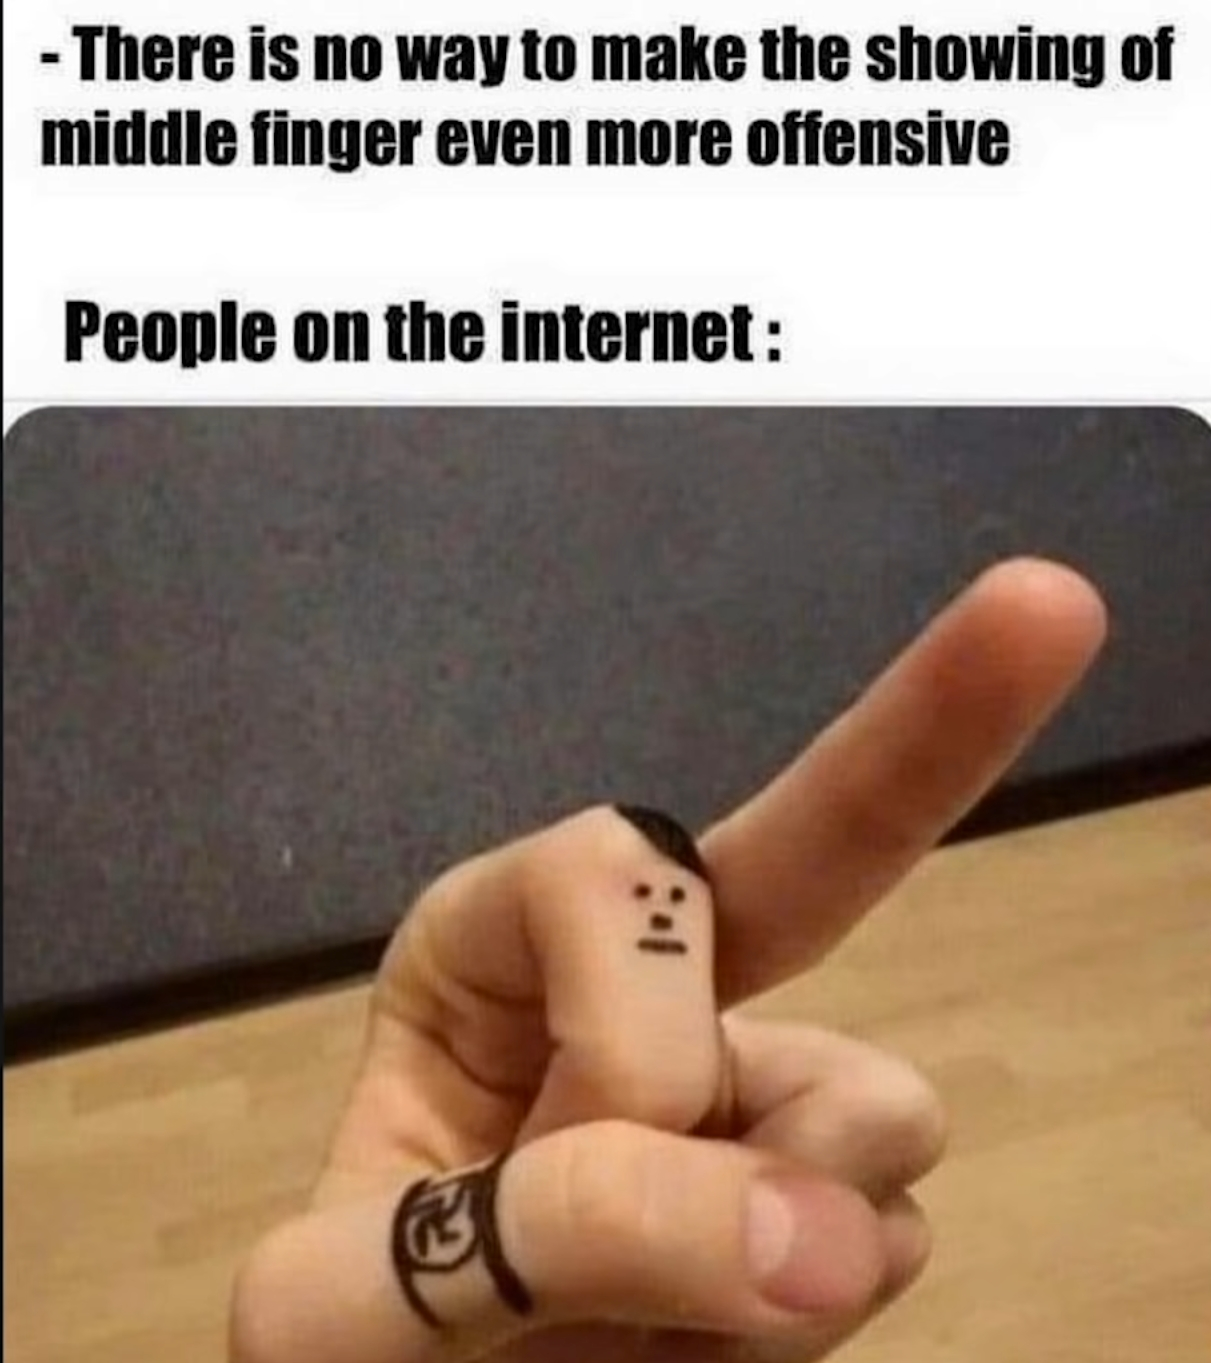 - There is no way to make the showing of
middle finger even more offensive
People on the internet :